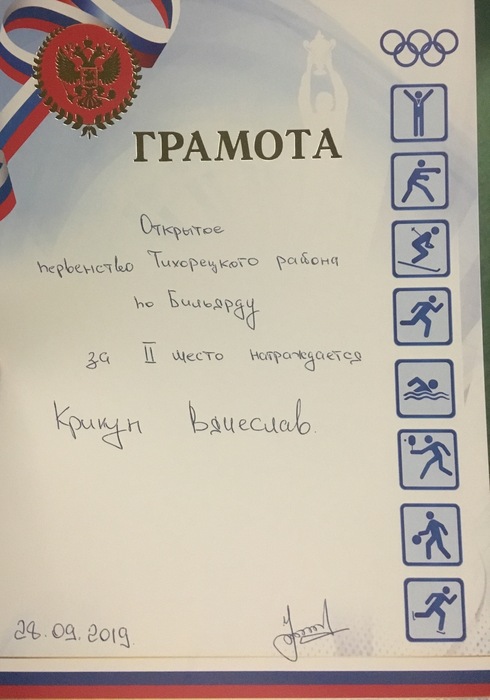 ГРАМОТА
Открытое
первенство Тихорецкого района
по Бильярду
за II место награждается
Крикун Вячеслав.
28.09.2019